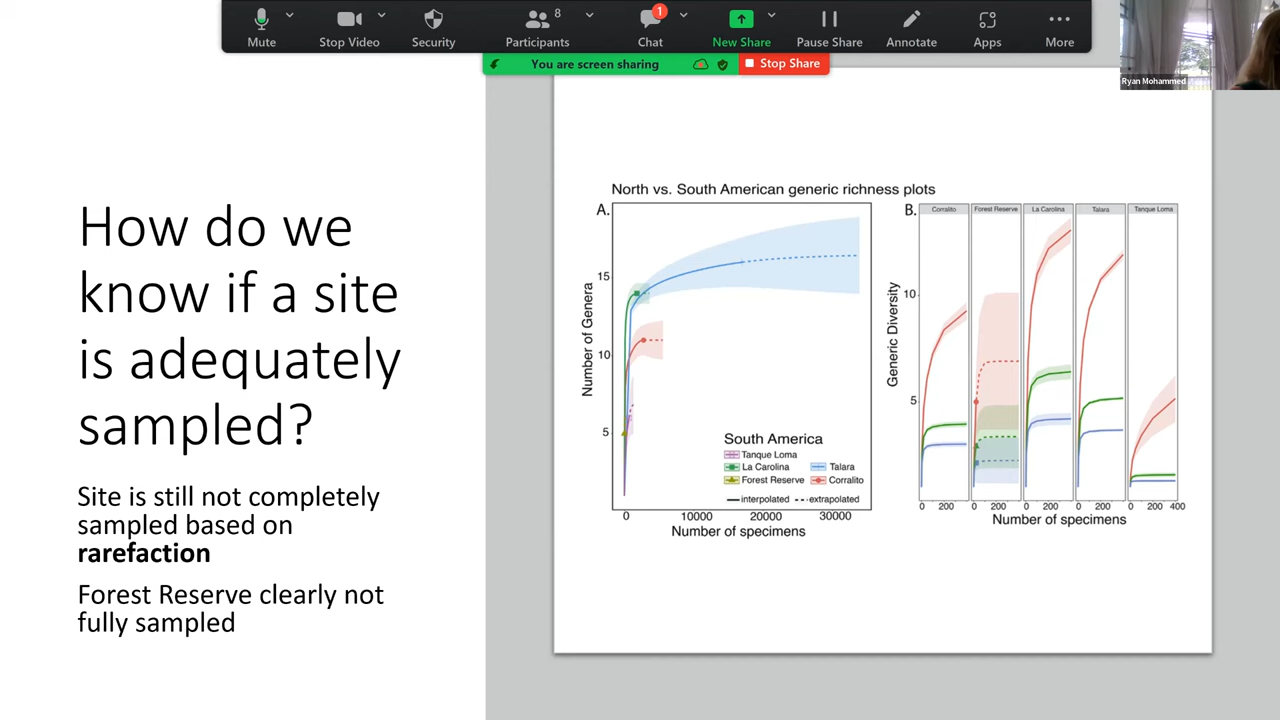 Mute
Stop Video
Security
Participants
8
Chat
1
New Share
Pause Share
Annotate
Apps
More
You are screen sharing
Stop Share
Ryan Mohammed
How do we
know if a site
is adequately
sampled?
Site is still not completely
sampled based on
rarefaction
Forest Reserve clearly not
fully sampled
North vs. South American generic richness plots
A.
Number of Genera
15
10
5
0 10000 20000 30000
Number of specimens
South America
Tanque Loma
La Carolina
Talara
Forest Reserve
Corralito
interpolated
extrapolated
B.
Corralito
Forest Reserve
La Carolina
Talara
Tanque Loma
Generic Diversity
10
5
0 200 0 200 0 200 0 200 0 200 400
Number of specimens